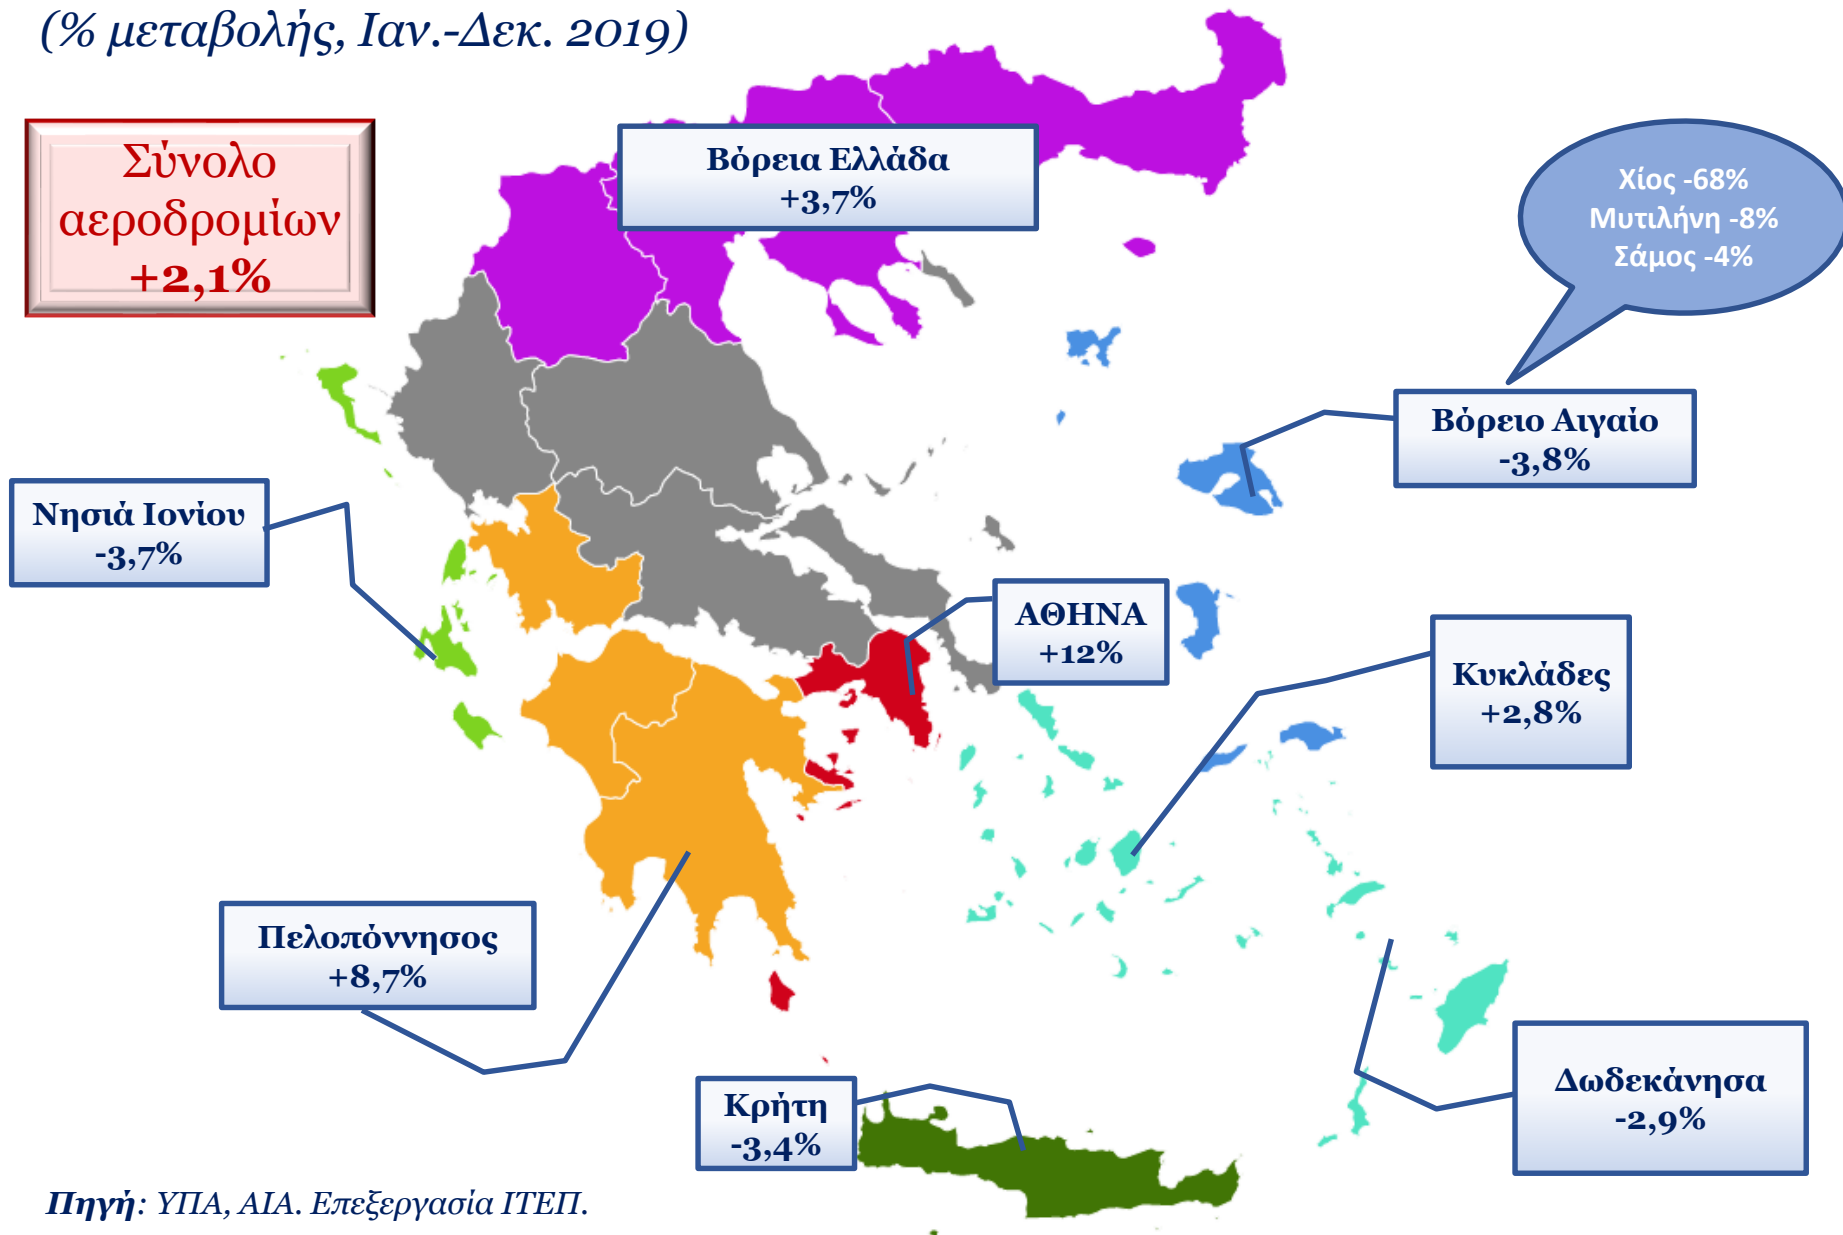 (% μεταβολής, Ιαν.-Δεκ. 2019)
Σύνολο
αεροδρομίων
+2,1%
Βόρεια Ελλάδα
+3,7%
Χίος -68%
Μυτιλήνη -8%
Σάμος -4%
Βόρειο Αιγαίο
-3,8%
Νησιά Ιονίου
-3,7%
ΑΘΗΝΑ
+12%
Κυκλάδες
+2,8%
Πελοπόννησος
+8,7%
Κρήτη
-3,4%
Δωδεκάνησα
-2,9%
Πηγή: ΥΠΑ, ΑΙΑ. Επεξεργασία ΙΤΕΠ.